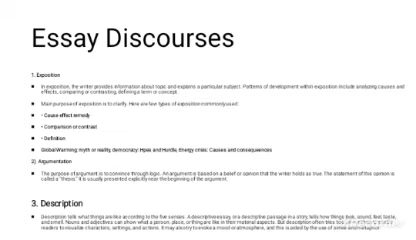 Essay Discourses
1. Exposition
In exposition, the writer provides information about topic and explains a particular subject. Patterns of development within exposition include analyzing causes and
effects, comparing or contrasting, defining a term or concept.
Main purpose of exposition is to clarify. Here are few types of exposition commonly used:
• Cause effect remedy
• Comparison or contrast
• Definition
Global Warming, myth or reality, democracy: Hpes and Hurdle, Energy crisis: Causes and consequences
2) Argumentation
The purpose of argument is to convince through logic. An argument is based on a belief or opinion that the writer holds as true. The statement of this opinion is
called a "thesis." It is usually presented explicitly near the beginning of the argument.
3. Description
Description tells what things are like according to the five senses. A descriptive essay or a descriptive passage in a story, tells how things look, sound, feel, taste,
and smell. Nouns and adjectives can show what a person, place, or thing are like in their material aspects. But description often tries to
readers to visualize characters, settings, and actions. It may also try to evoke a mood or atmosphere, and this is aided by the use of